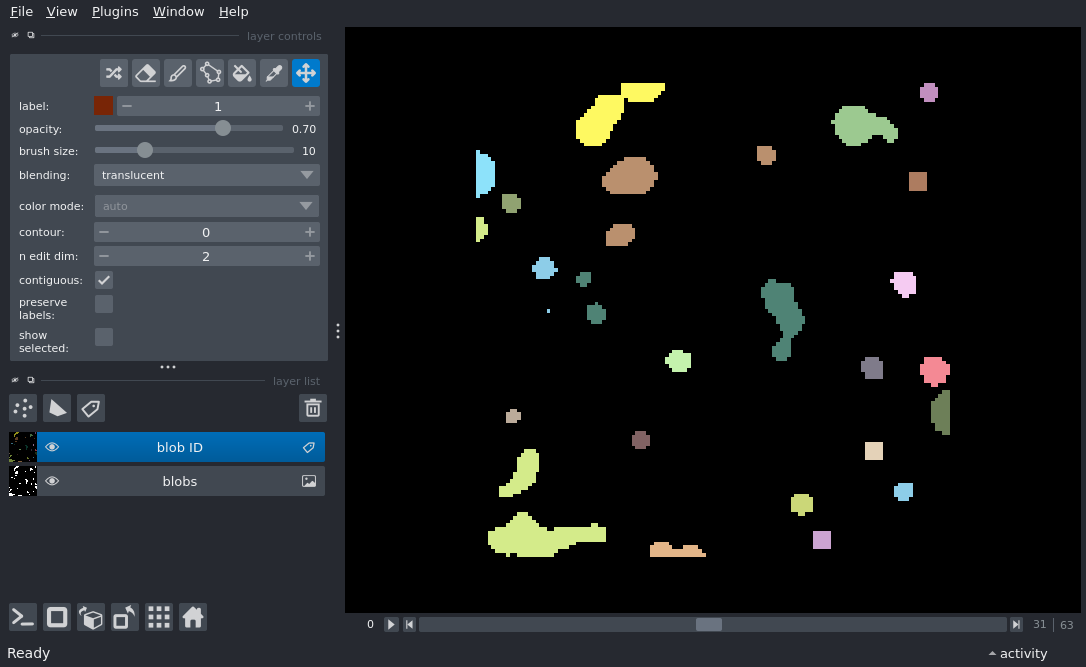 File View Plugins Window Help
layer controls
label: 1
opacity: 0.70
brush size: 10
blending: translucent
color mode: auto
contour: 0
n edit dim: 2
contiguous:
preserve
labels:
show
selected:
layer list
blob ID
blobs
0 31 63
Ready activity